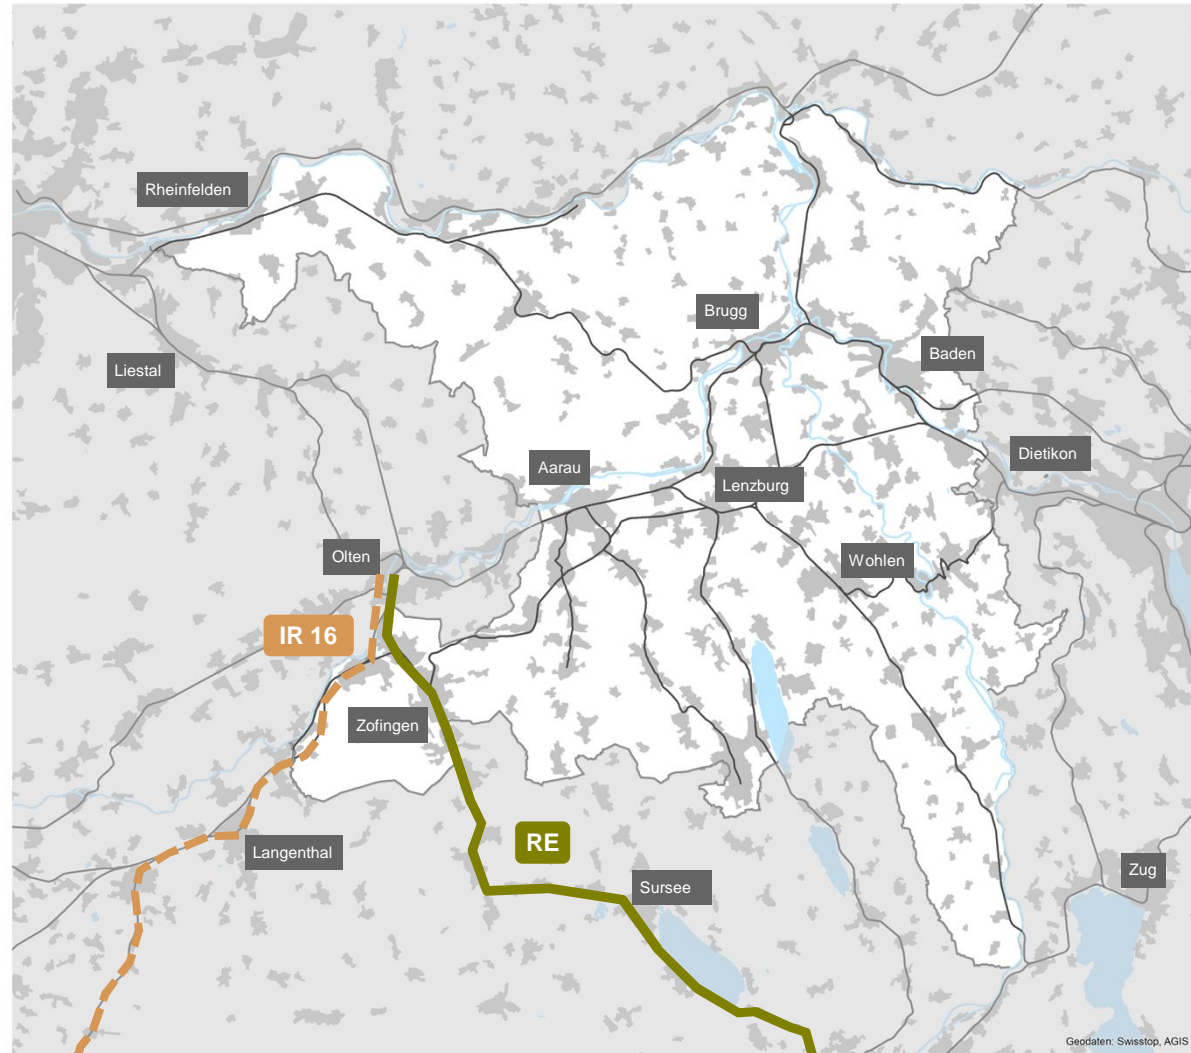 Rheinfelden
Brugg
Baden
Liestal
Dietikon
Aarau
Lenzburg
Olten
Wohlen
IR 16
Zofingen
RE
Langenthal
Zug
Sursee
Geodaten: Swisstop, AGIS